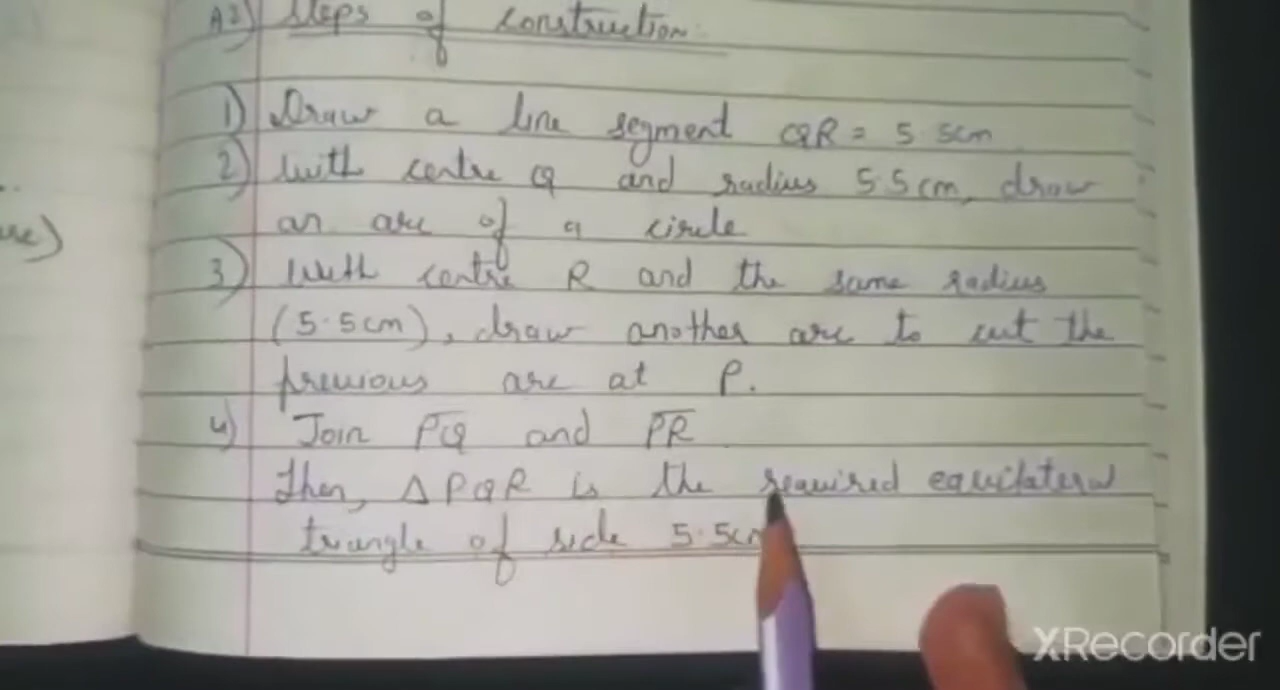 A2) Steps of construction
1) Draw a line segment QR = 5.5cm
2) With centre Q and radius 5.5cm, draw
an arc of a circle
3) With centre R and the same radius
(5.5cm), draw another arc to cut the
previous arc at P.
4) Join PQ and PR
Then, △PQR is the required equilateral
triangle of side 5.5cm
XRecorder